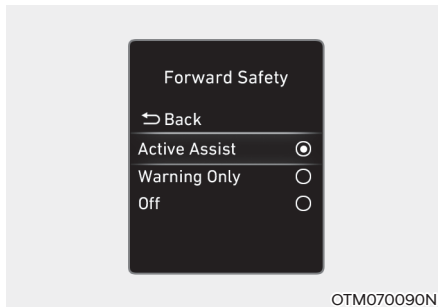 Forward Safety
Back
Active Assist
Warning Only
Off
OTM070090N